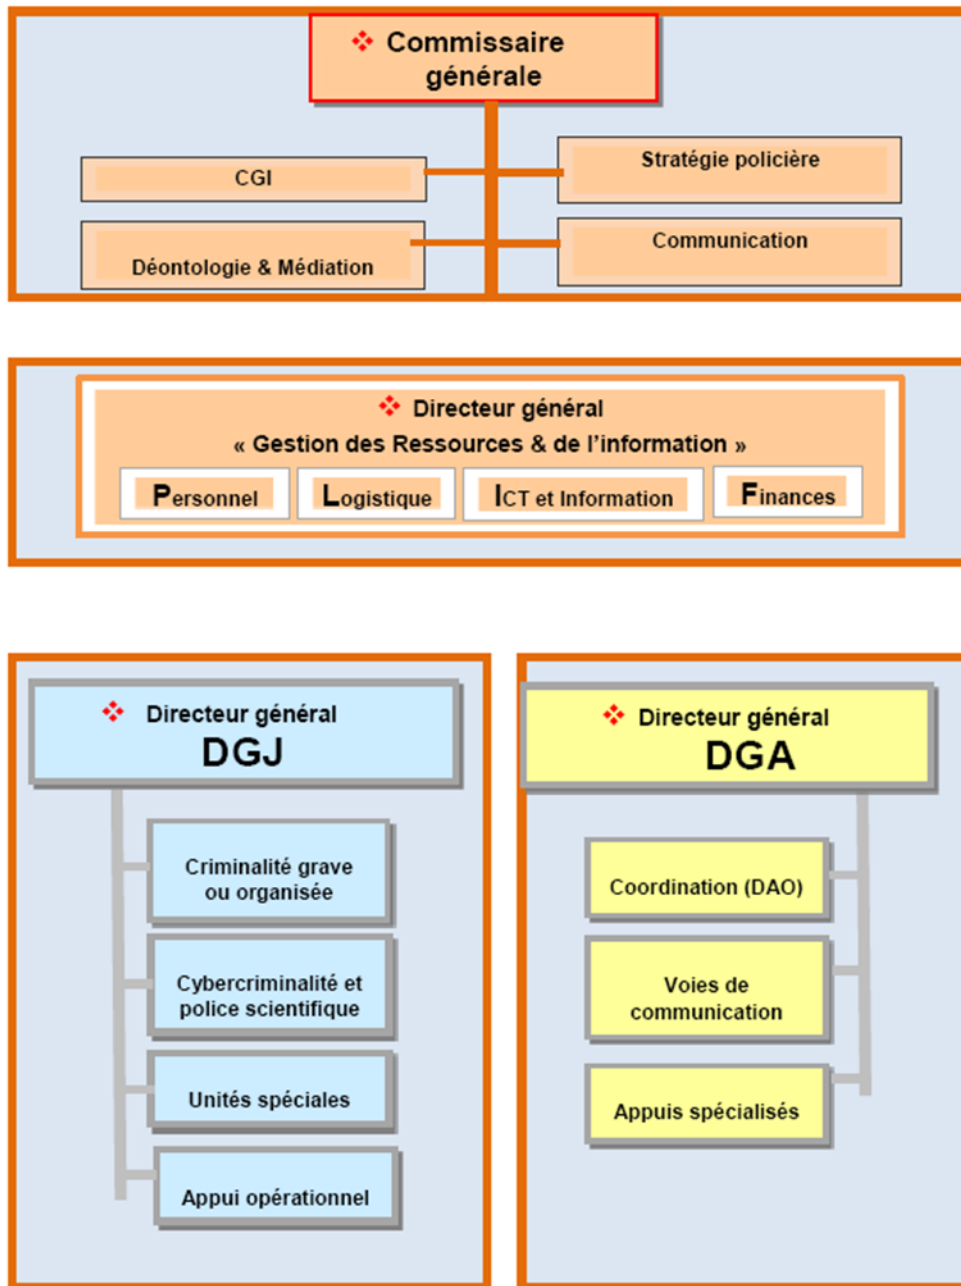 Commissaire
générale
CGI
Stratégie policière
Déontologie & Médiation
Communication
Directeur général
« Gestion des Ressources & de l'information »
Personnel
Logistique
ICT et Information
Finances
Directeur général
DGJ
Criminalité grave
ou organisée
Cybercriminalité et
police scientifique
Unités spéciales
Appui opérationnel
Directeur général
DGA
Coordination (DAO)
Voies de
communication
Appuis spécialisés